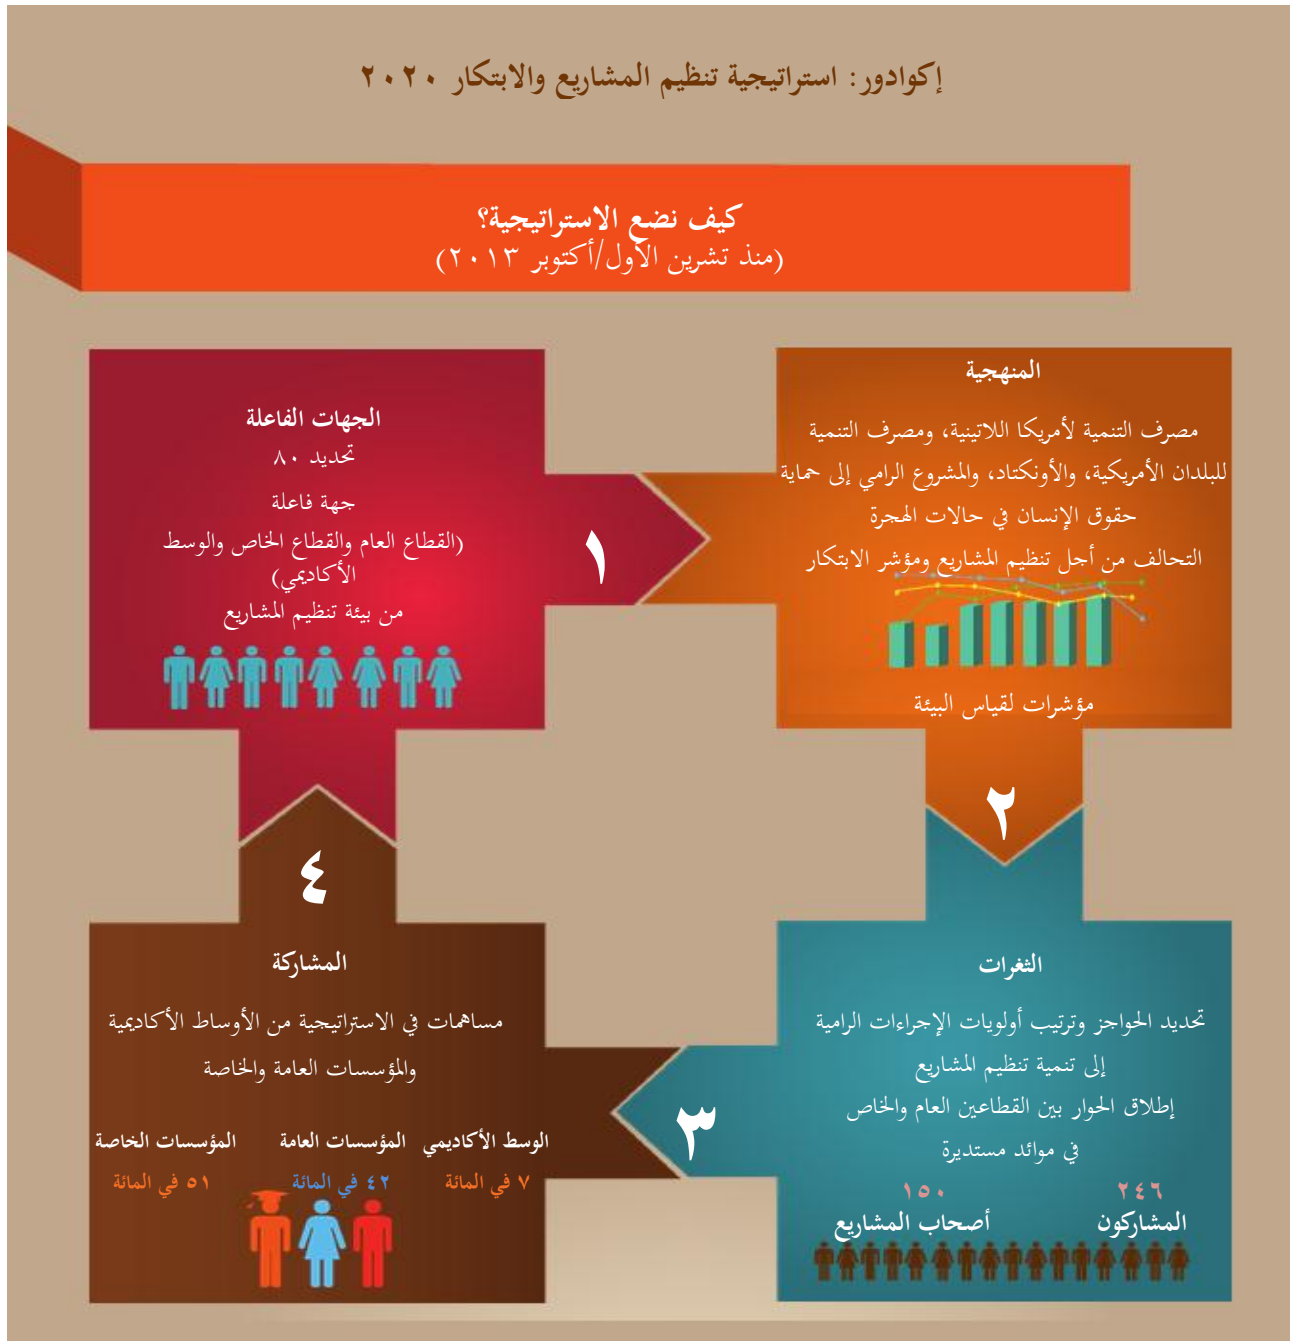 إكوادور: استراتيجية تنظيم المشاريع والابتكار ٢٠٢٠
كيف نضع الاستراتيجية؟
(منذ تشرين الأول/أكتوبر ٢٠١٣)
الجهات الفاعلة
تحديد ٨٠
جهة فاعلة
(القطاع العام والقطاع الخاص والوسط
الأكاديمي)
من بيئة تنظيم المشاريع
١
المنهجية
مصرف التنمية لأمريكا اللاتينية، ومصرف التنمية
للبلدان الأمريكية، والأونكتاد، والمشروع الرامي إلى حماية
حقوق الإنسان في حالات الهجرة
التحالف من أجل تنظيم المشاريع ومؤشر الابتكار
مؤشرات لقياس البيئة
٢
الثغرات
تحديد الحواجز وترتيب أولويات الإجراءات الرامية
إلى تنمية تنظيم المشاريع
إطلاق الحوار بين القطاعين العام والخاص
في موائد مستديرة
٢٤٦ ١٥٠
المشاركون أصحاب المشاريع
٣
المشاركة
مساهمات في الاستراتيجية من الأوساط الأكاديمية
والمؤسسات العامة والخاصة
الوسط الأكاديمي المؤسسات العامة المؤسسات الخاصة
٧ في المائة ٤٢ في المائة ٥١ في المائة
٤